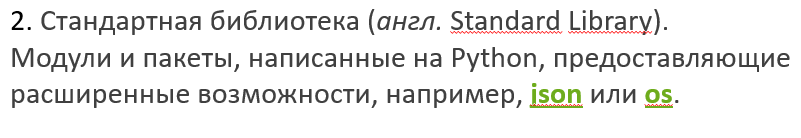 2. Стандартная библиотека (англ. Standard Library).
Модули и пакеты, написанные на Python, предоставляющие
расширенные возможности, например, json или os.